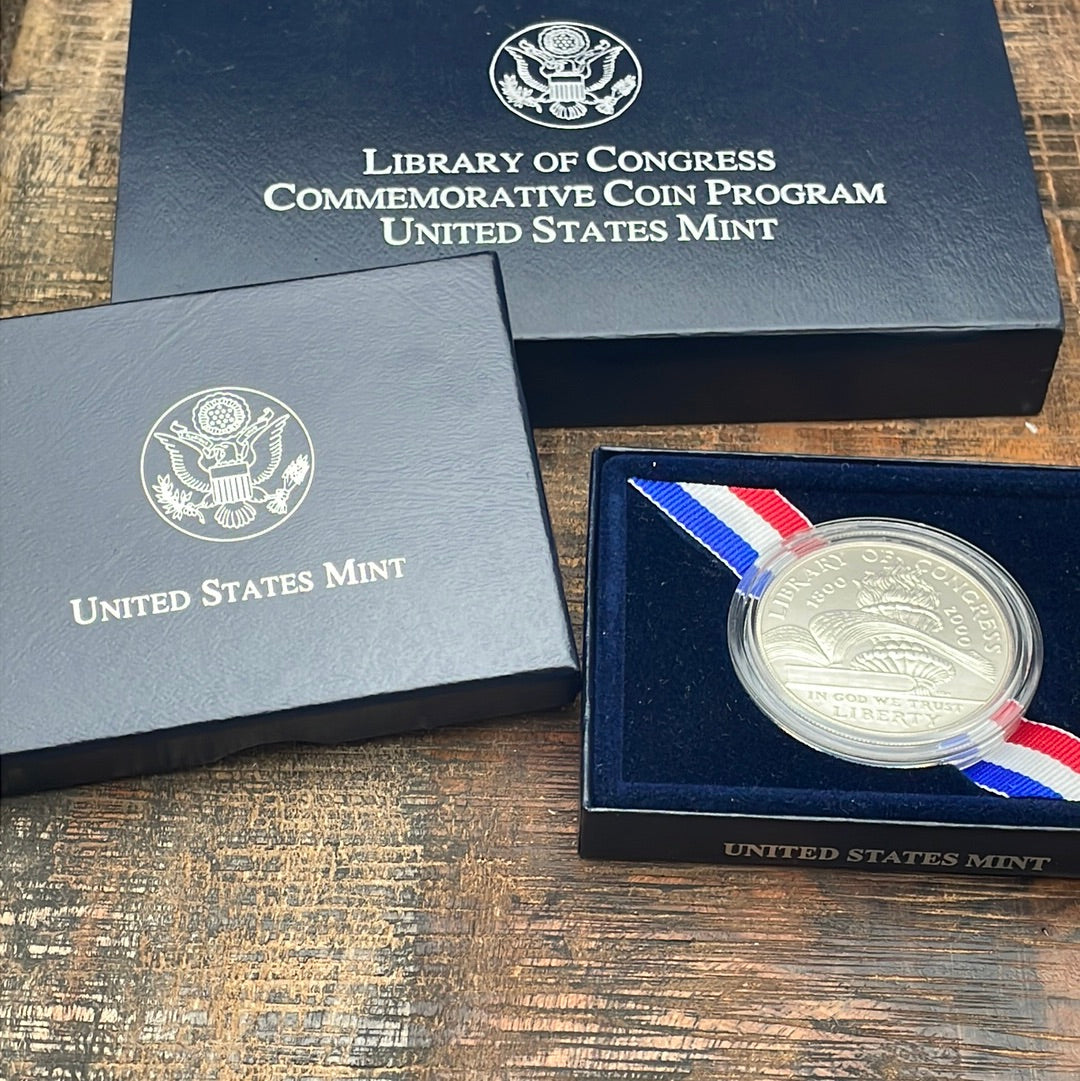 LIBRARY OF CONGRESS
COMMEMORATIVE COIN PROGRAM
UNITED STATES MINT
UNITED STATES MINT
LIBRARY OF CONGRESS
1800 2000
IN GOD WE TRUST
LIBERTY
UNITED STATES MINT